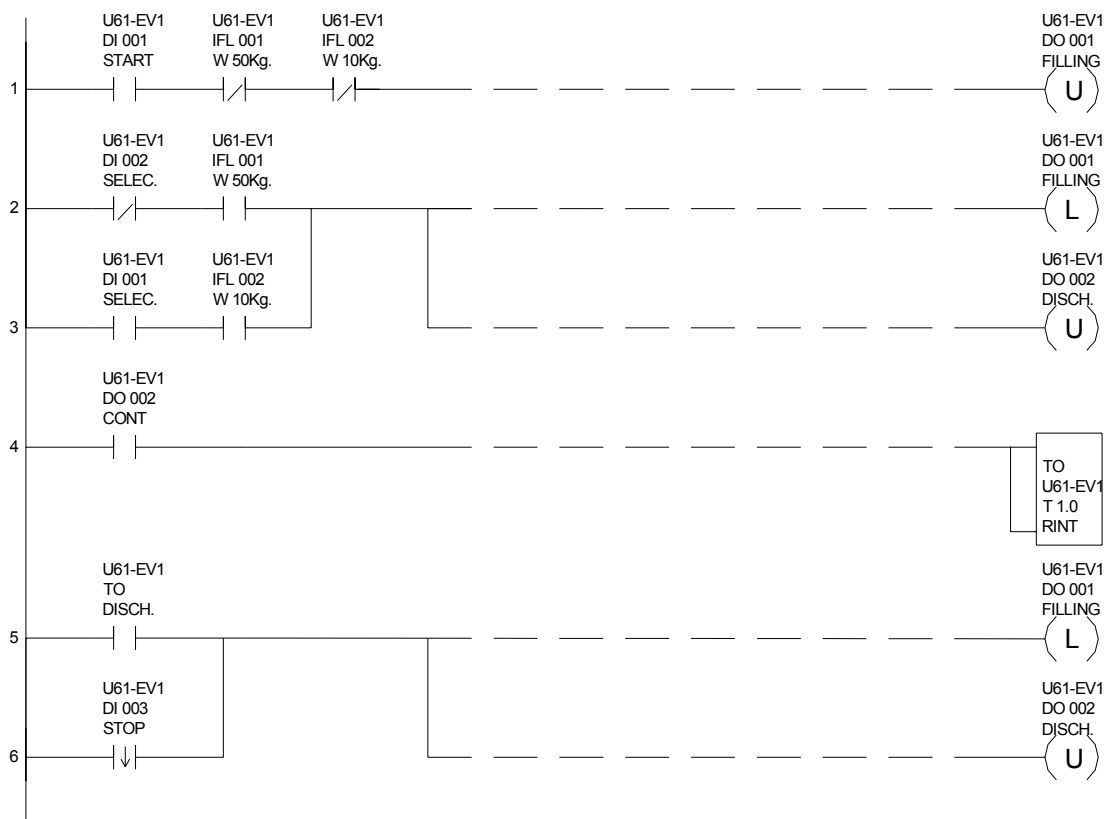 U61-EV1
DI 001
START
U61-EV1
IFL 001
W 50Kg.
U61-EV1
IFL 002
W 10Kg.
U61-EV1
DO 001
FILLING
1
U
U61-EV1
DI 002
SELEC.
U61-EV1
IFL 001
W 50Kg.
U61-EV1
DO 001
FILLING
2
L
U61-EV1
DI 001
SELEC.
U61-EV1
IFL 002
W 10Kg.
U61-EV1
DO 002
DISCH.
3
U
U61-EV1
DO 002
CONT
4
TO
U61-EV1
T 1.0
RINT
U61-EV1
TO
DISCH.
U61-EV1
DO 001
FILLING
5
L
U61-EV1
DI 003
STOP
U61-EV1
DO 002
DISCH.
6
U